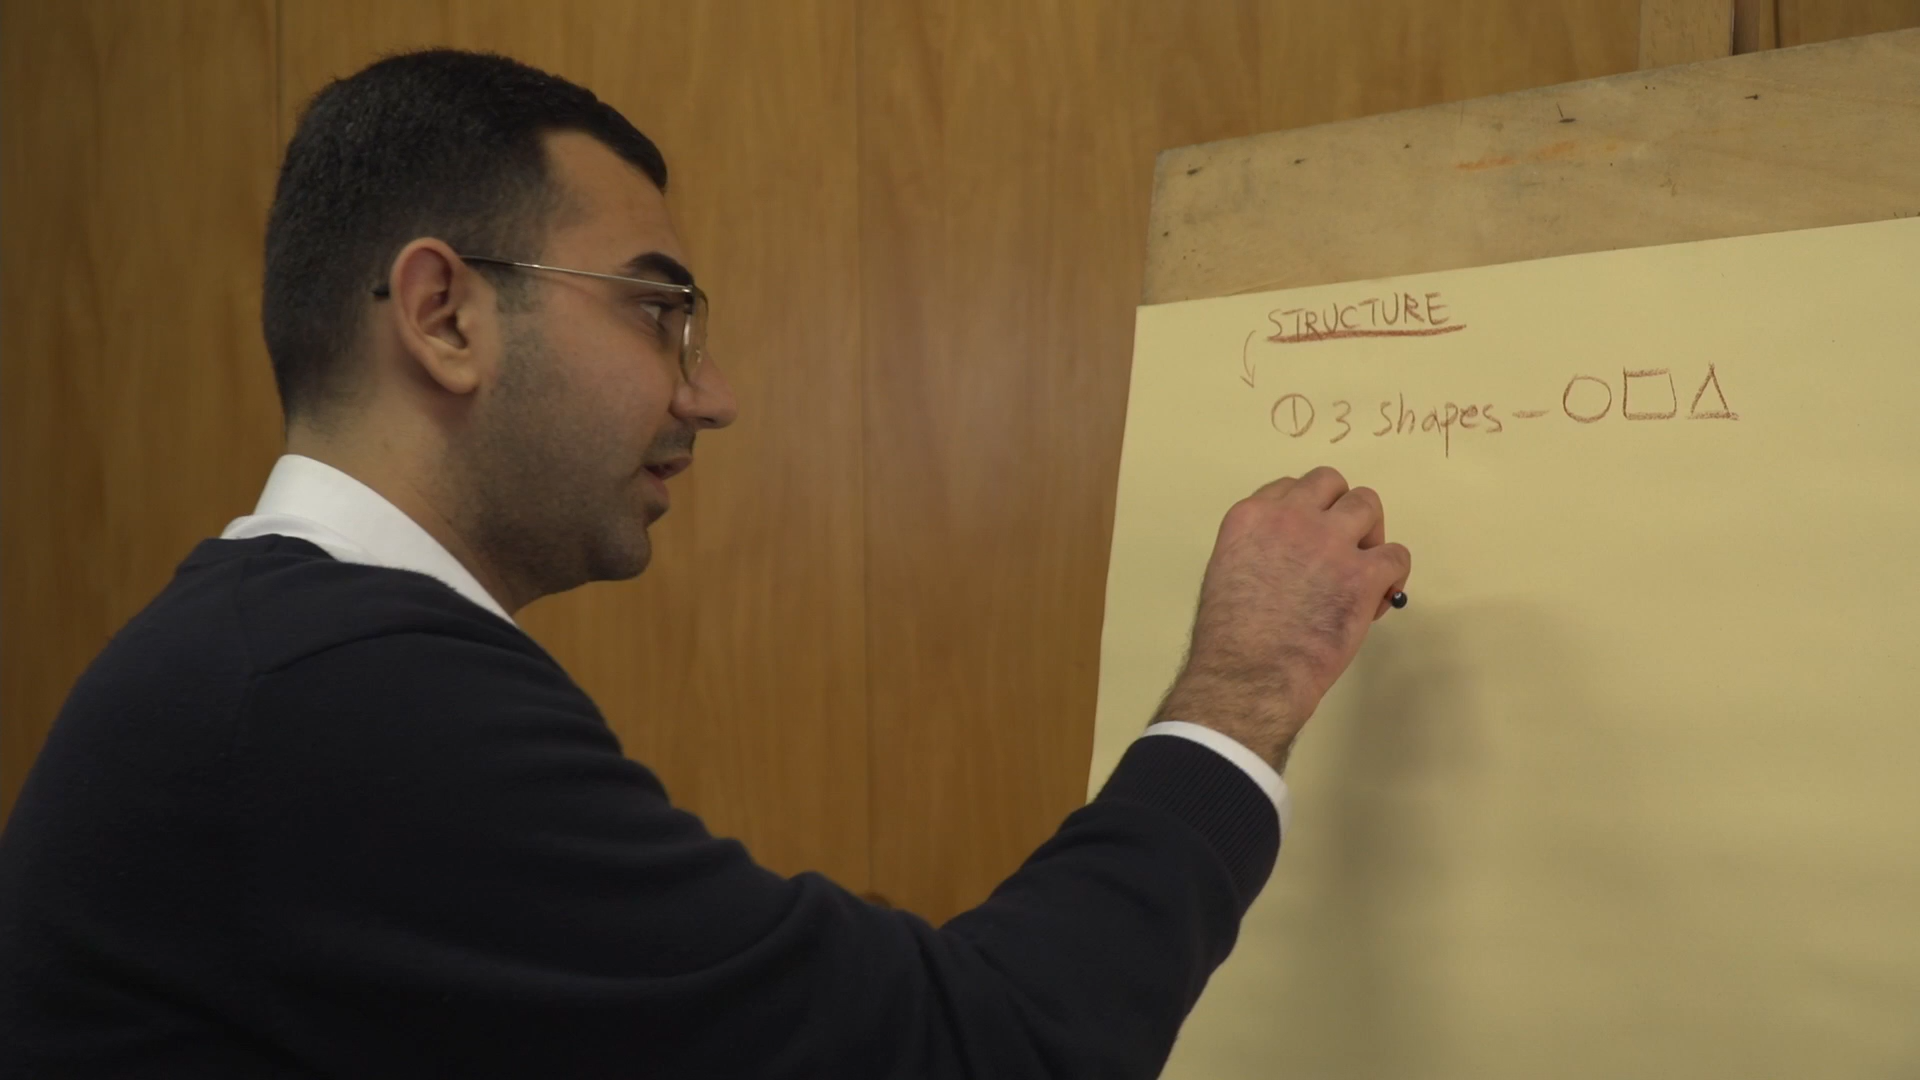 STRUCTURE
① 3 shapes - ○□△